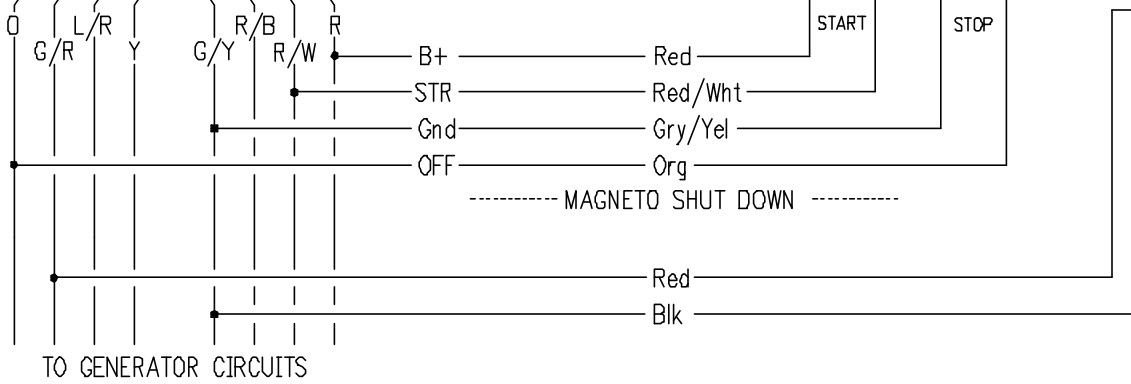 O L/R R/B R START STOP
G/R Y G/Y R/W
B+ Red
STR Red/Wht
Gnd Gry/Yel
OFF Org
MAGNETO SHUT DOWN
Red
Blk
TO GENERATOR CIRCUITS